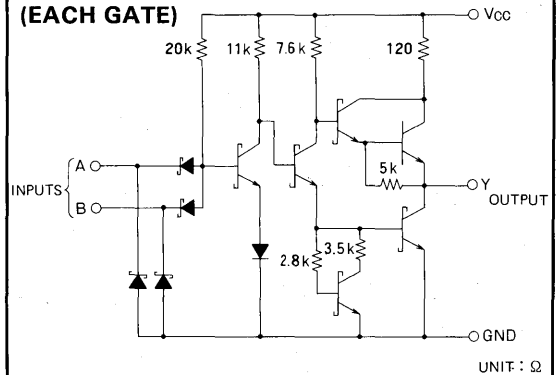 (EACH GATE)
VCC
20k 11k 7.6k 120
A
INPUTS
B
5k
Y
OUTPUT
2.8k 3.5k
GND
UNIT: Ω